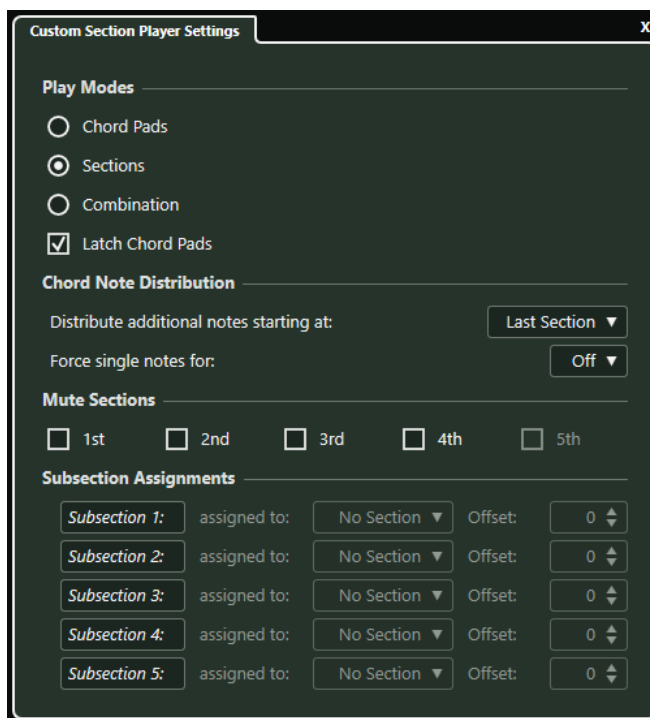 Custom Section Player Settings x
Play Modes
Chord Pads
Sections
Combination
Latch Chord Pads
Chord Note Distribution
Distribute additional notes starting at: Last Section
Force single notes for: Off
Mute Sections
1st 2nd 3rd 4th 5th
Subsection Assignments
Subsection 1: assigned to: No Section Offset: 0
Subsection 2: assigned to: No Section Offset: 0
Subsection 3: assigned to: No Section Offset: 0
Subsection 4: assigned to: No Section Offset: 0
Subsection 5: assigned to: No Section Offset: 0